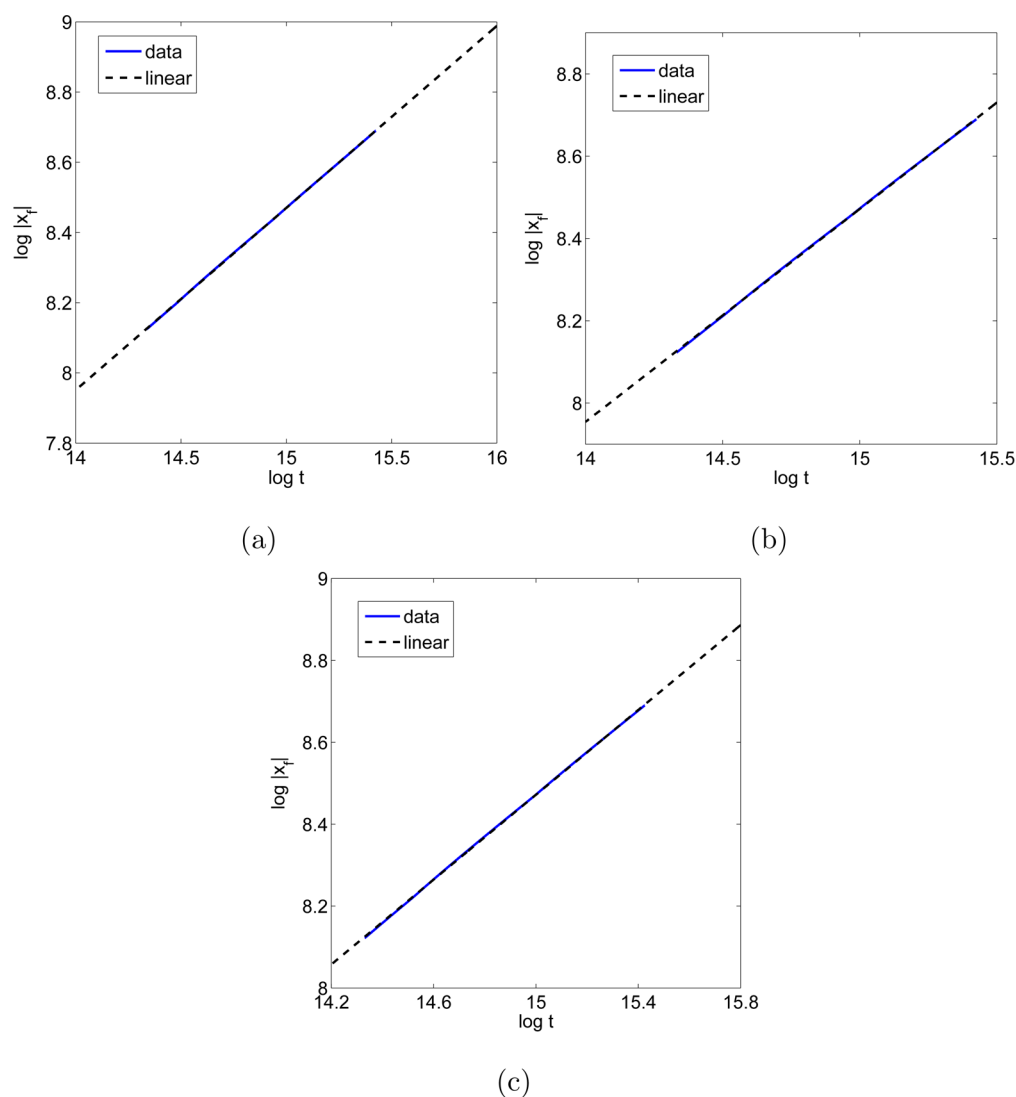 9
8.8
8.6
8.4
8.2
8
7.8
log |x_f|
data
linear
14 14.5 15 15.5 16
log t
(a)
8.8
8.6
8.4
8.2
8
log |x_f|
data
linear
14 14.5 15 15.5
log t
(b)
9
8.8
8.6
8.4
8.2
8
log |x_f|
data
linear
14.2 14.6 15 15.4 15.8
log t
(c)